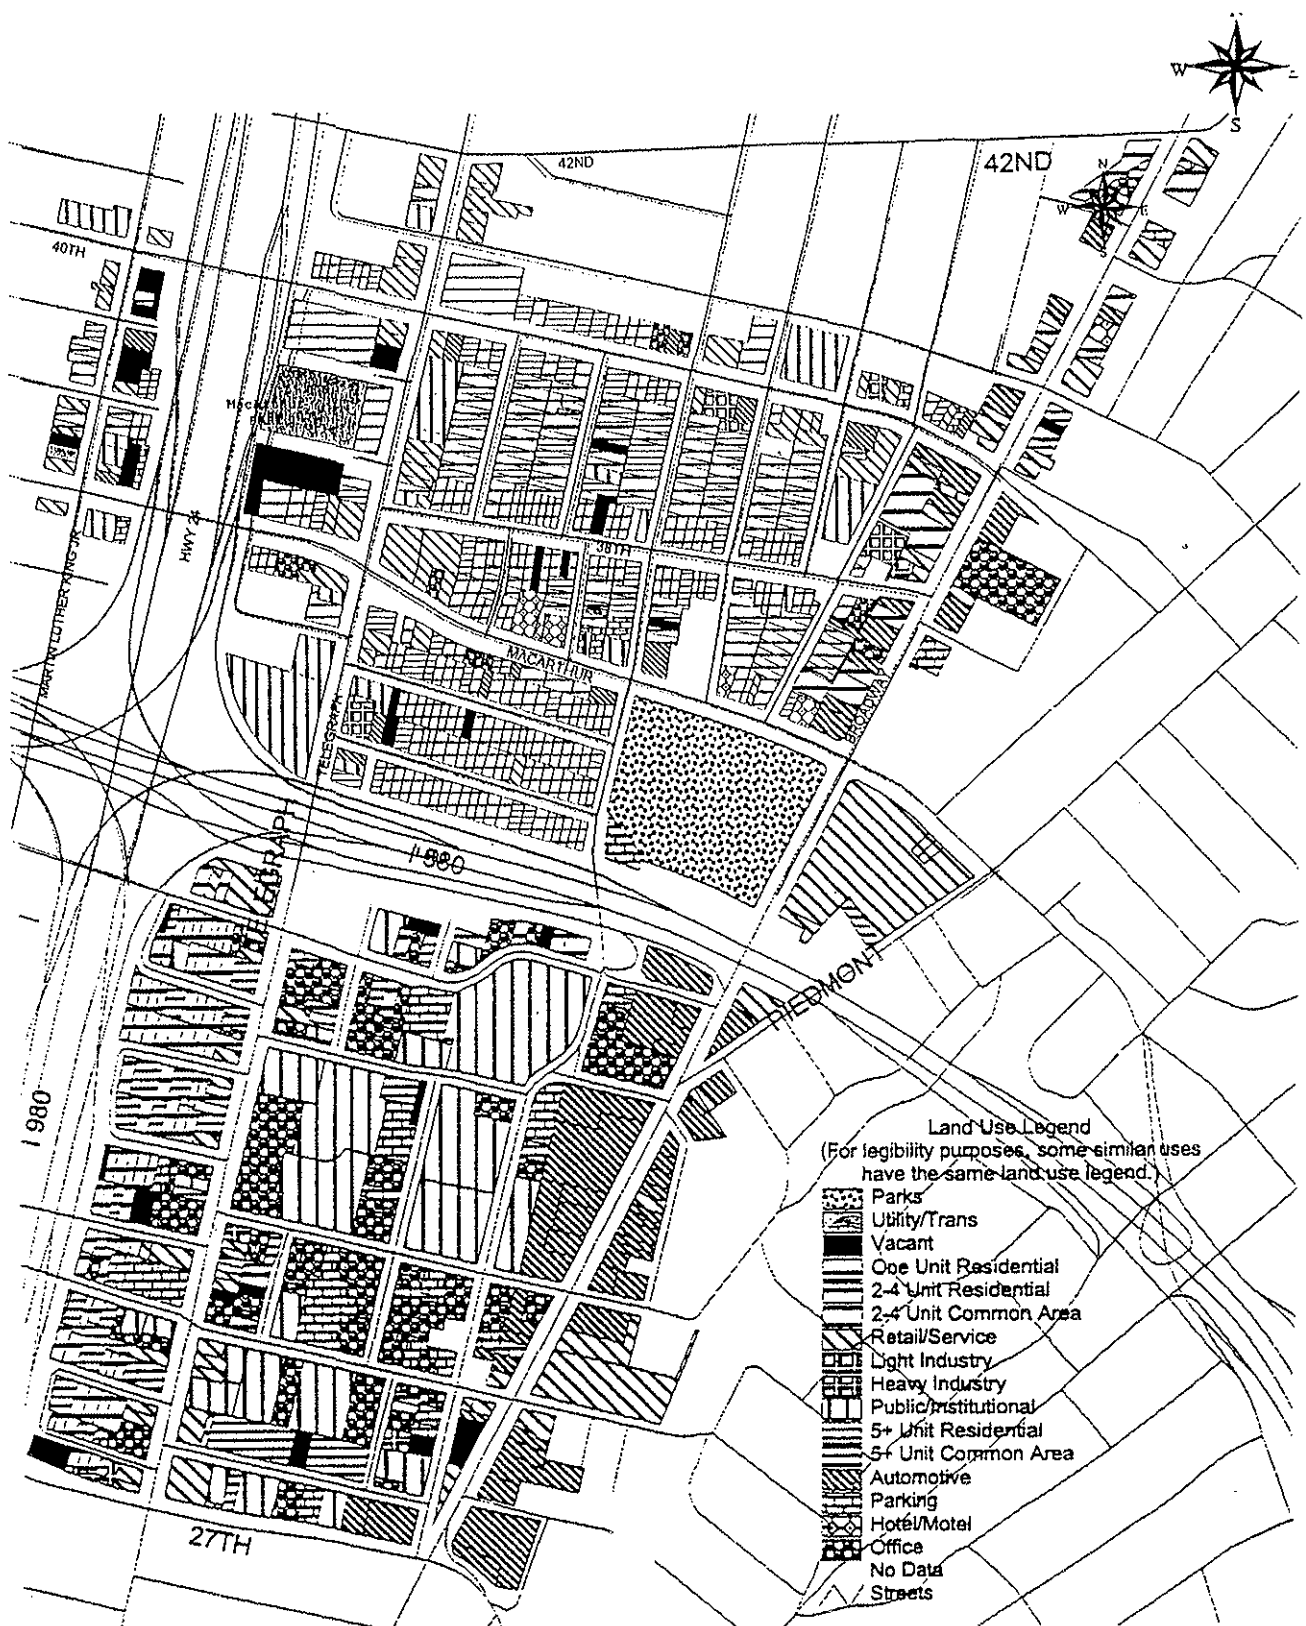 W
S
42ND
42ND
N
W
E
S
40TH
HWY 24
38TH
MARTIN LUTHER KING JR
MACARTHUR
TELEGRAPH
BROADWAY
TELEGRAPH
I-580
PIEDMONT
I 980
Land Use Legend
(For legibility purposes, some similar uses
have the same land use legend.)
Parks
Utility/Trans
Vacant
One Unit Residential
2-4 Unit Residential
2-4 Unit Common Area
Retail/Service
Light Industry
Heavy Industry
Public/Institutional
5+ Unit Residential
5+ Unit Common Area
Automotive
Parking
Hotel/Motel
Office
No Data
Streets
27TH